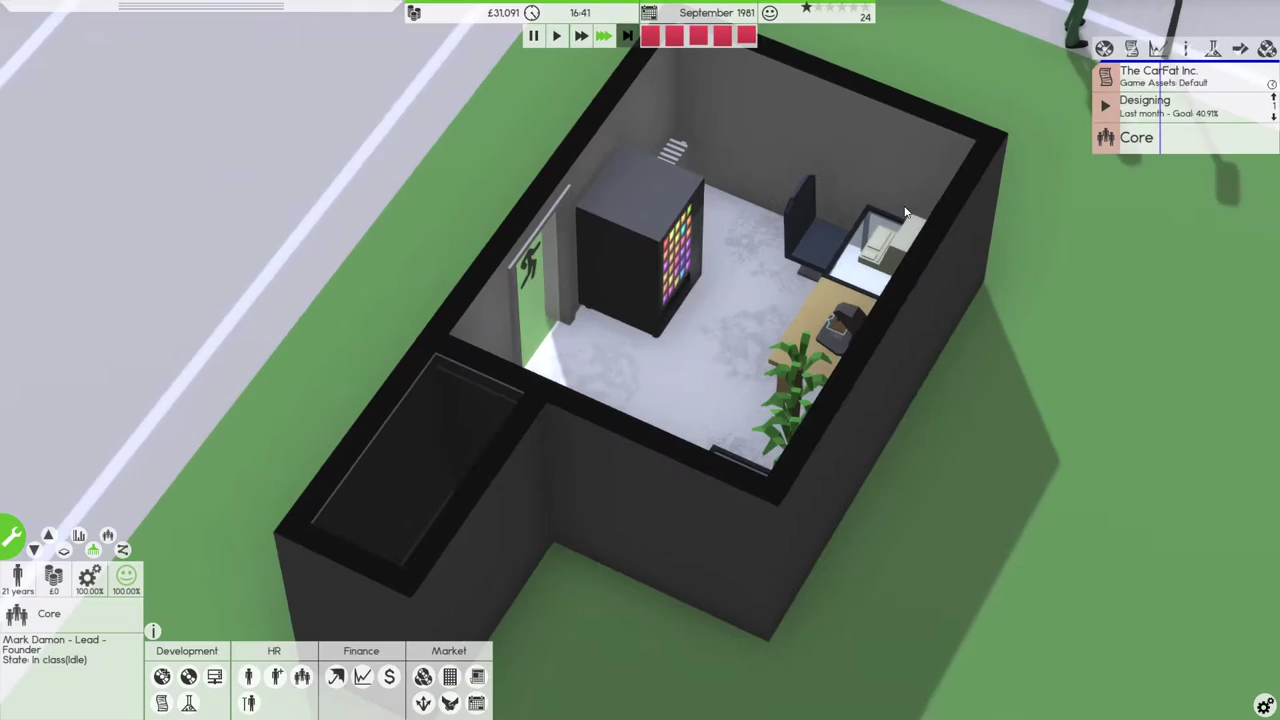 £31,091
16:41
September 1981
24
The CarFat Inc.
Game Assets: Default
Designing
Last month - Goal: 40.91%
1
Core
21 years
£0
100.00%
100.00%
Core
Mark Damon - Lead -
Founder
State: In class(Idle)
Development
HR
Finance
Market